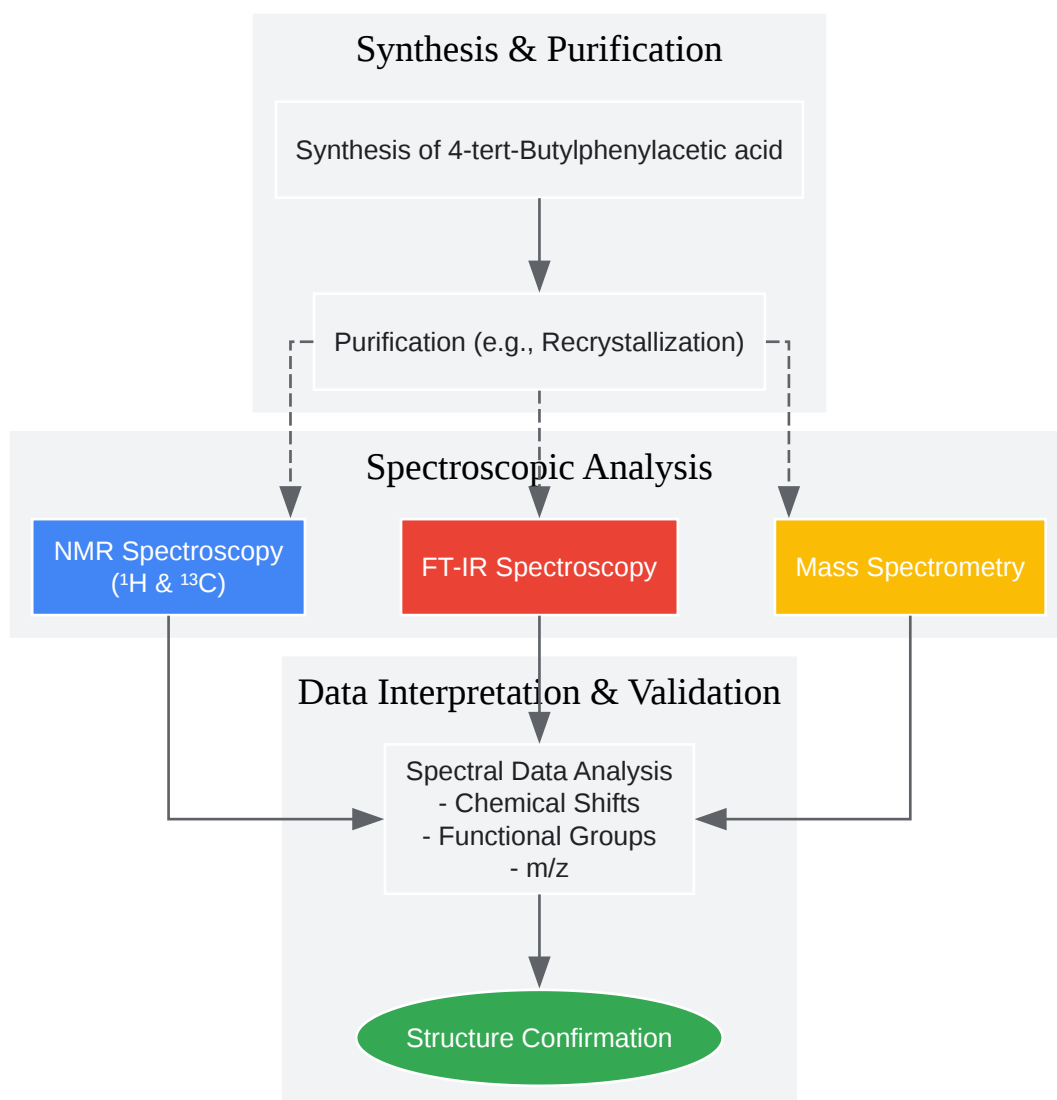 Synthesis & Purification
Synthesis of 4-tert-Butylphenylacetic acid
Purification (e.g., Recrystallization)
Spectroscopic Analysis
NMR Spectroscopy
(¹H & ¹³C)
FT-IR Spectroscopy
Mass Spectrometry
Data Interpretation & Validation
Spectral Data Analysis
- Chemical Shifts
- Functional Groups
- m/z
Structure Confirmation